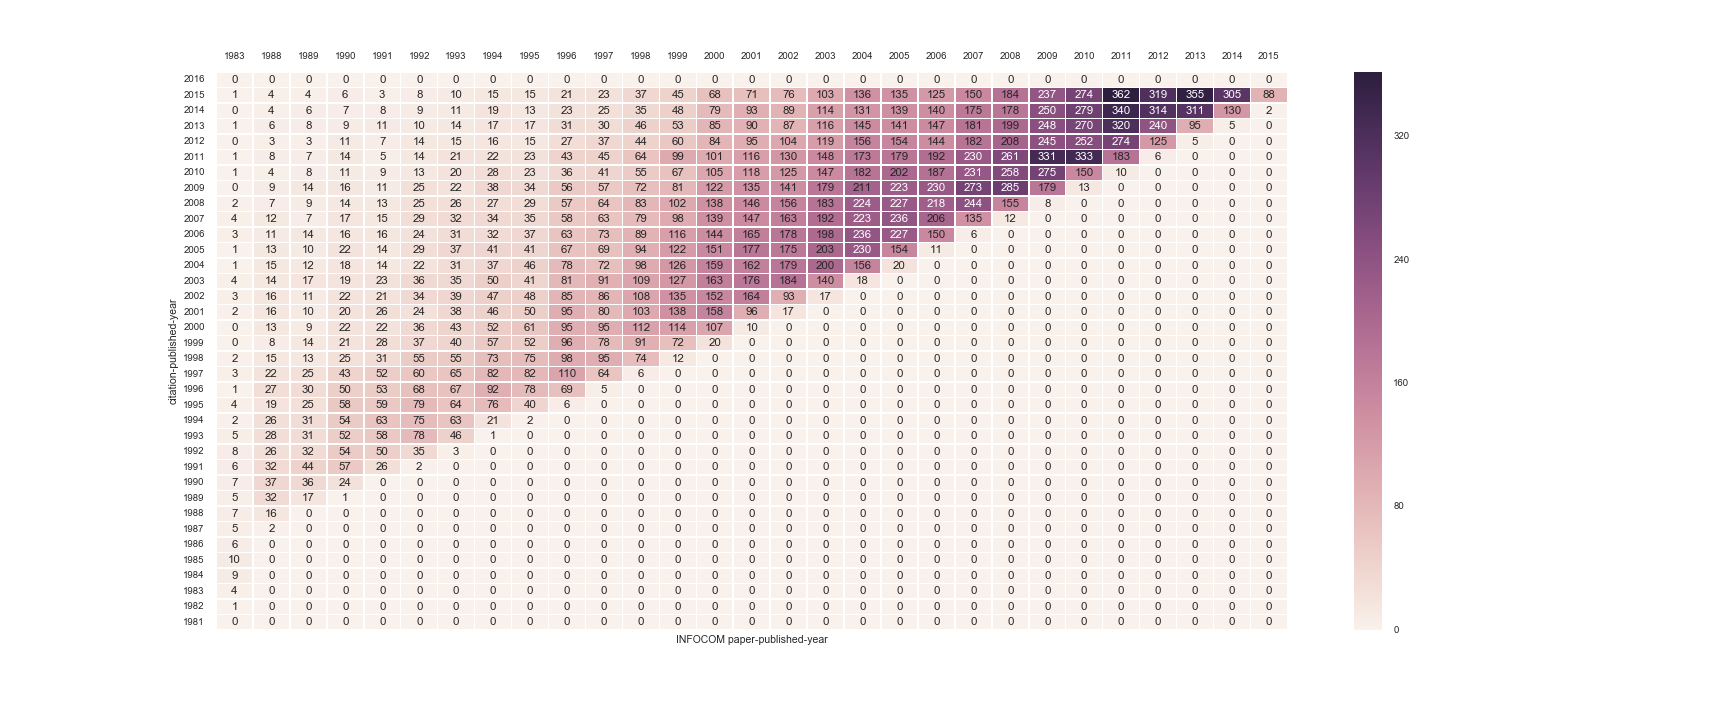 1983 1988 1989 1990 1991 1992 1993 1994 1995 1996 1997 1998 1999 2000 2001 2002 2003 2004 2005 2006 2007 2008 2009 2010 2011 2012 2013 2014 2015
2016 0 0 0 0 0 0 0 0 0 0 0 0 0 0 0 0 0 0 0 0 0 0 0 0 0 0 0 0 0
2015 1 4 4 6 3 8 10 15 15 21 23 37 45 68 71 76 103 136 135 125 150 184 237 274 362 319 355 305 88
2014 0 4 6 7 8 9 11 19 13 23 25 35 48 79 93 89 114 131 139 140 175 178 250 279 340 314 311 130 2
2013 1 6 8 9 11 10 14 17 17 31 30 46 53 85 90 87 116 145 141 147 181 199 248 270 320 240 95 5 0
2012 0 3 3 11 7 14 15 16 15 27 37 44 60 84 95 104 119 156 154 144 182 208 245 252 274 125 5 0 0
2011 1 8 7 14 5 14 21 22 23 43 45 64 99 101 116 130 148 173 179 192 230 261 331 333 183 6 0 0 0
2010 1 4 8 11 9 13 20 28 23 36 41 55 67 105 118 125 147 182 202 187 231 258 275 150 10 0 0 0 0
2009 0 9 14 16 11 25 22 38 34 56 57 72 81 122 135 141 179 211 223 230 273 285 179 13 0 0 0 0 0
2008 2 7 9 14 13 25 26 27 29 57 64 83 102 138 146 156 183 224 227 218 244 155 8 0 0 0 0 0 0
2007 4 12 7 17 15 29 32 34 35 58 63 79 98 139 147 163 192 223 236 206 135 12 0 0 0 0 0 0 0
2006 3 11 14 16 16 24 31 32 37 63 73 89 116 144 165 178 198 236 227 150 6 0 0 0 0 0 0 0 0
2005 1 13 10 22 14 29 37 41 41 67 69 94 122 151 177 175 203 230 154 11 0 0 0 0 0 0 0 0 0
2004 1 15 12 18 14 22 31 37 46 78 72 98 126 159 162 179 200 156 20 0 0 0 0 0 0 0 0 0 0
2003 4 14 17 19 23 36 35 50 41 81 91 109 127 163 176 184 140 18 0 0 0 0 0 0 0 0 0 0 0
2002 3 16 11 22 21 34 39 47 48 85 86 108 135 152 164 93 17 0 0 0 0 0 0 0 0 0 0 0 0
2001 2 16 10 20 26 24 38 46 50 95 80 103 138 158 96 17 0 0 0 0 0 0 0 0 0 0 0 0 0
2000 0 13 9 22 22 36 43 52 61 95 95 112 114 107 10 0 0 0 0 0 0 0 0 0 0 0 0 0 0
1999 0 8 14 21 28 37 40 57 52 96 78 91 72 20 0 0 0 0 0 0 0 0 0 0 0 0 0 0 0
1998 2 15 13 25 31 55 55 73 75 98 95 74 12 0 0 0 0 0 0 0 0 0 0 0 0 0 0 0 0
1997 3 22 25 43 52 60 65 82 82 110 64 6 0 0 0 0 0 0 0 0 0 0 0 0 0 0 0 0 0
1996 1 27 30 50 53 68 67 92 78 69 5 0 0 0 0 0 0 0 0 0 0 0 0 0 0 0 0 0 0
1995 4 19 25 58 59 79 64 76 40 6 0 0 0 0 0 0 0 0 0 0 0 0 0 0 0 0 0 0 0
1994 2 26 31 54 63 75 63 21 2 0 0 0 0 0 0 0 0 0 0 0 0 0 0 0 0 0 0 0 0
1993 5 28 31 52 58 78 46 1 0 0 0 0 0 0 0 0 0 0 0 0 0 0 0 0 0 0 0 0 0
1992 8 26 32 54 50 35 3 0 0 0 0 0 0 0 0 0 0 0 0 0 0 0 0 0 0 0 0 0 0
1991 6 32 44 57 26 2 0 0 0 0 0 0 0 0 0 0 0 0 0 0 0 0 0 0 0 0 0 0 0
1990 7 37 36 24 0 0 0 0 0 0 0 0 0 0 0 0 0 0 0 0 0 0 0 0 0 0 0 0 0
1989 5 32 17 1 0 0 0 0 0 0 0 0 0 0 0 0 0 0 0 0 0 0 0 0 0 0 0 0 0
1988 7 16 0 0 0 0 0 0 0 0 0 0 0 0 0 0 0 0 0 0 0 0 0 0 0 0 0 0 0
1987 5 2 0 0 0 0 0 0 0 0 0 0 0 0 0 0 0 0 0 0 0 0 0 0 0 0 0 0 0
1986 6 0 0 0 0 0 0 0 0 0 0 0 0 0 0 0 0 0 0 0 0 0 0 0 0 0 0 0 0
1985 10 0 0 0 0 0 0 0 0 0 0 0 0 0 0 0 0 0 0 0 0 0 0 0 0 0 0 0 0
1984 9 0 0 0 0 0 0 0 0 0 0 0 0 0 0 0 0 0 0 0 0 0 0 0 0 0 0 0 0
1983 4 0 0 0 0 0 0 0 0 0 0 0 0 0 0 0 0 0 0 0 0 0 0 0 0 0 0 0 0
1982 1 0 0 0 0 0 0 0 0 0 0 0 0 0 0 0 0 0 0 0 0 0 0 0 0 0 0 0 0
1981 0 0 0 0 0 0 0 0 0 0 0 0 0 0 0 0 0 0 0 0 0 0 0 0 0 0 0 0 0
citation-published-year
INFOCOM paper-published-year
320
240
160
80
0